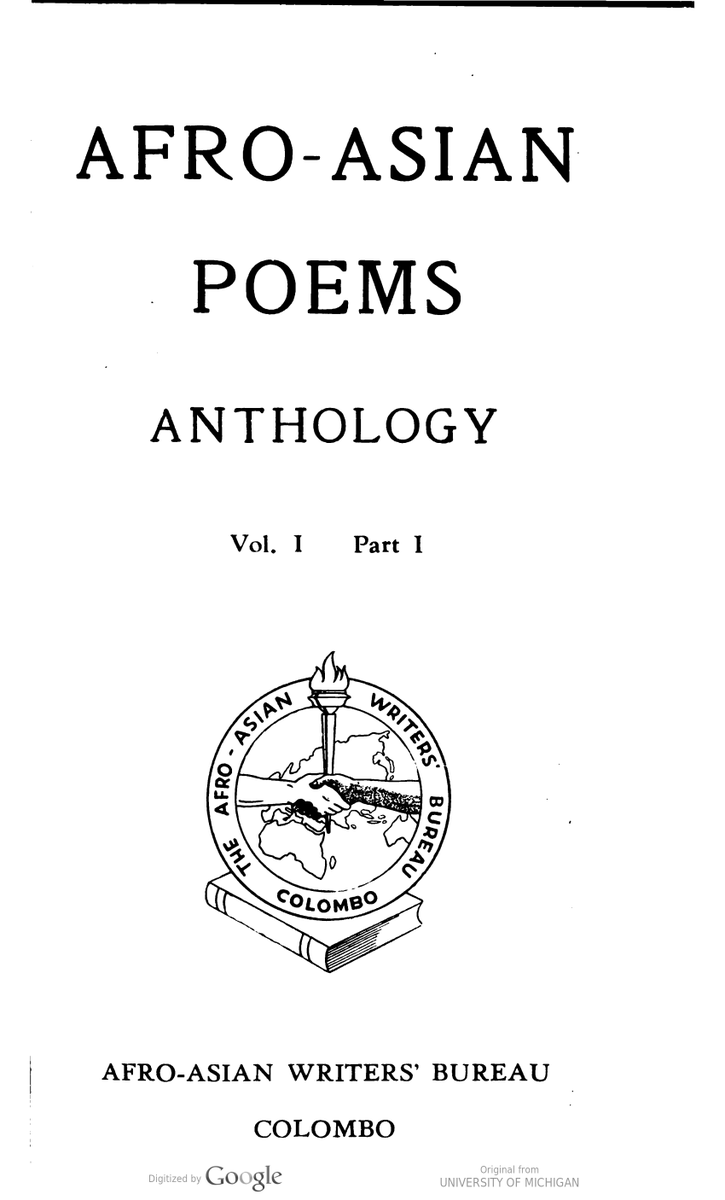 AFRO-ASIAN
POEMS
ANTHOLOGY
Vol. I Part I
THE AFRO-ASIAN WRITERS' BUREAU
COLOMBO
AFRO-ASIAN WRITERS' BUREAU
COLOMBO
Digitized by Google
Original from
UNIVERSITY OF MICHIGAN